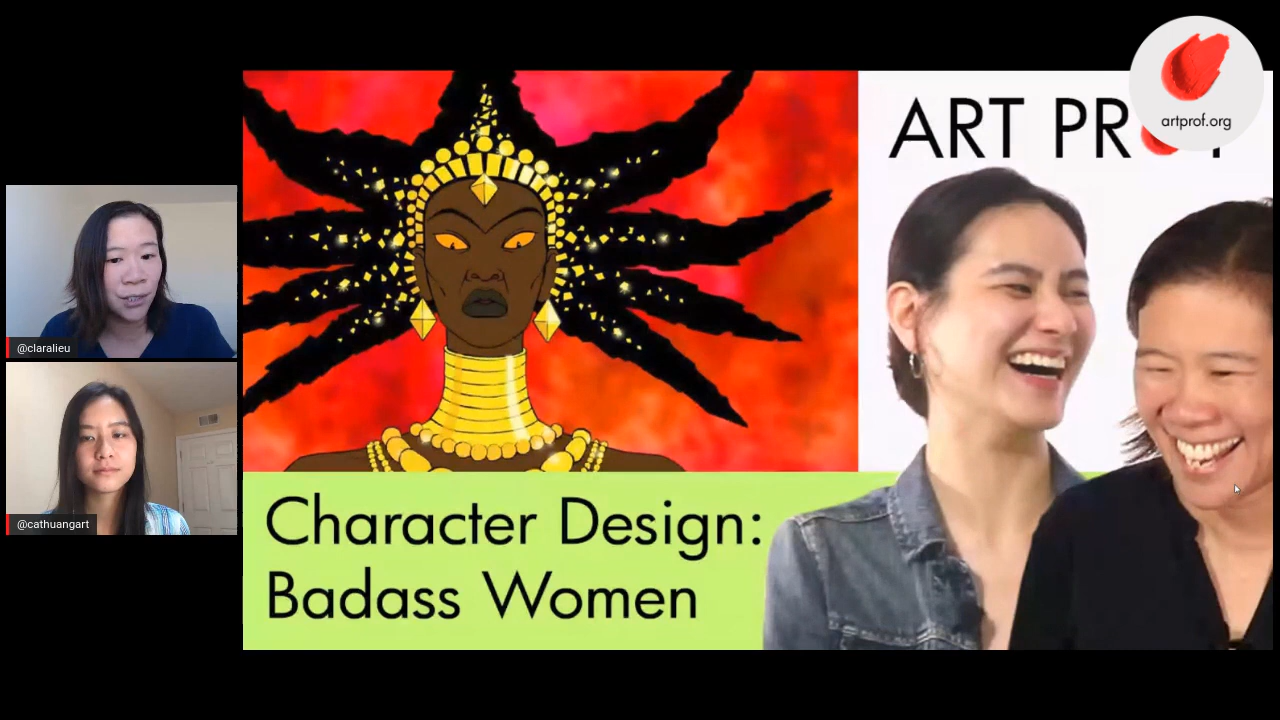 artprof.org
ART PR
@claralieu
@cathuangart
Character Design:
Badass Women